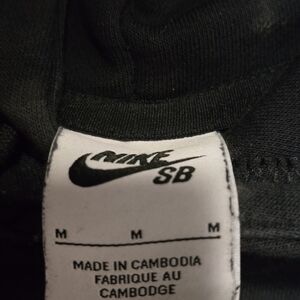 NIKE
SB
M M M
MADE IN CAMBODIA
FABRIQUE AU
CAMBODGE